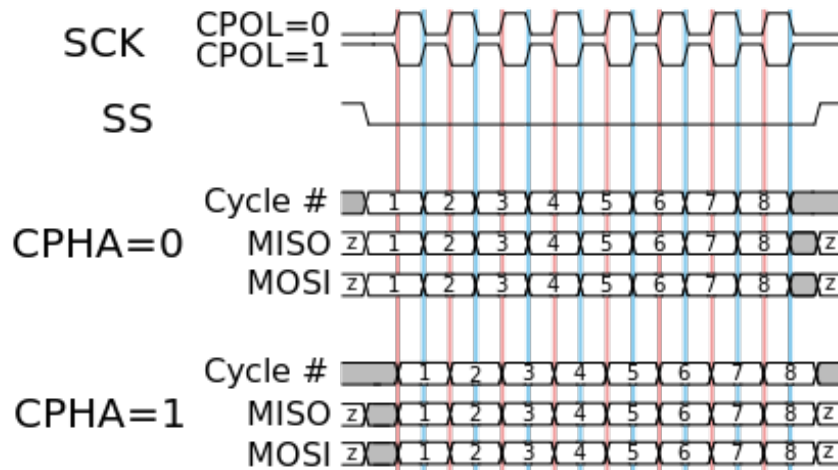 SCK CPOL=0
CPOL=1
SS
Cycle # 1 2 3 4 5 6 7 8
CPHA=0 MISO z 1 2 3 4 5 6 7 8 z
MOSI z 1 2 3 4 5 6 7 8 z
Cycle # 1 2 3 4 5 6 7 8
CPHA=1 MISO z 1 2 3 4 5 6 7 8 z
MOSI z 1 2 3 4 5 6 7 8 z